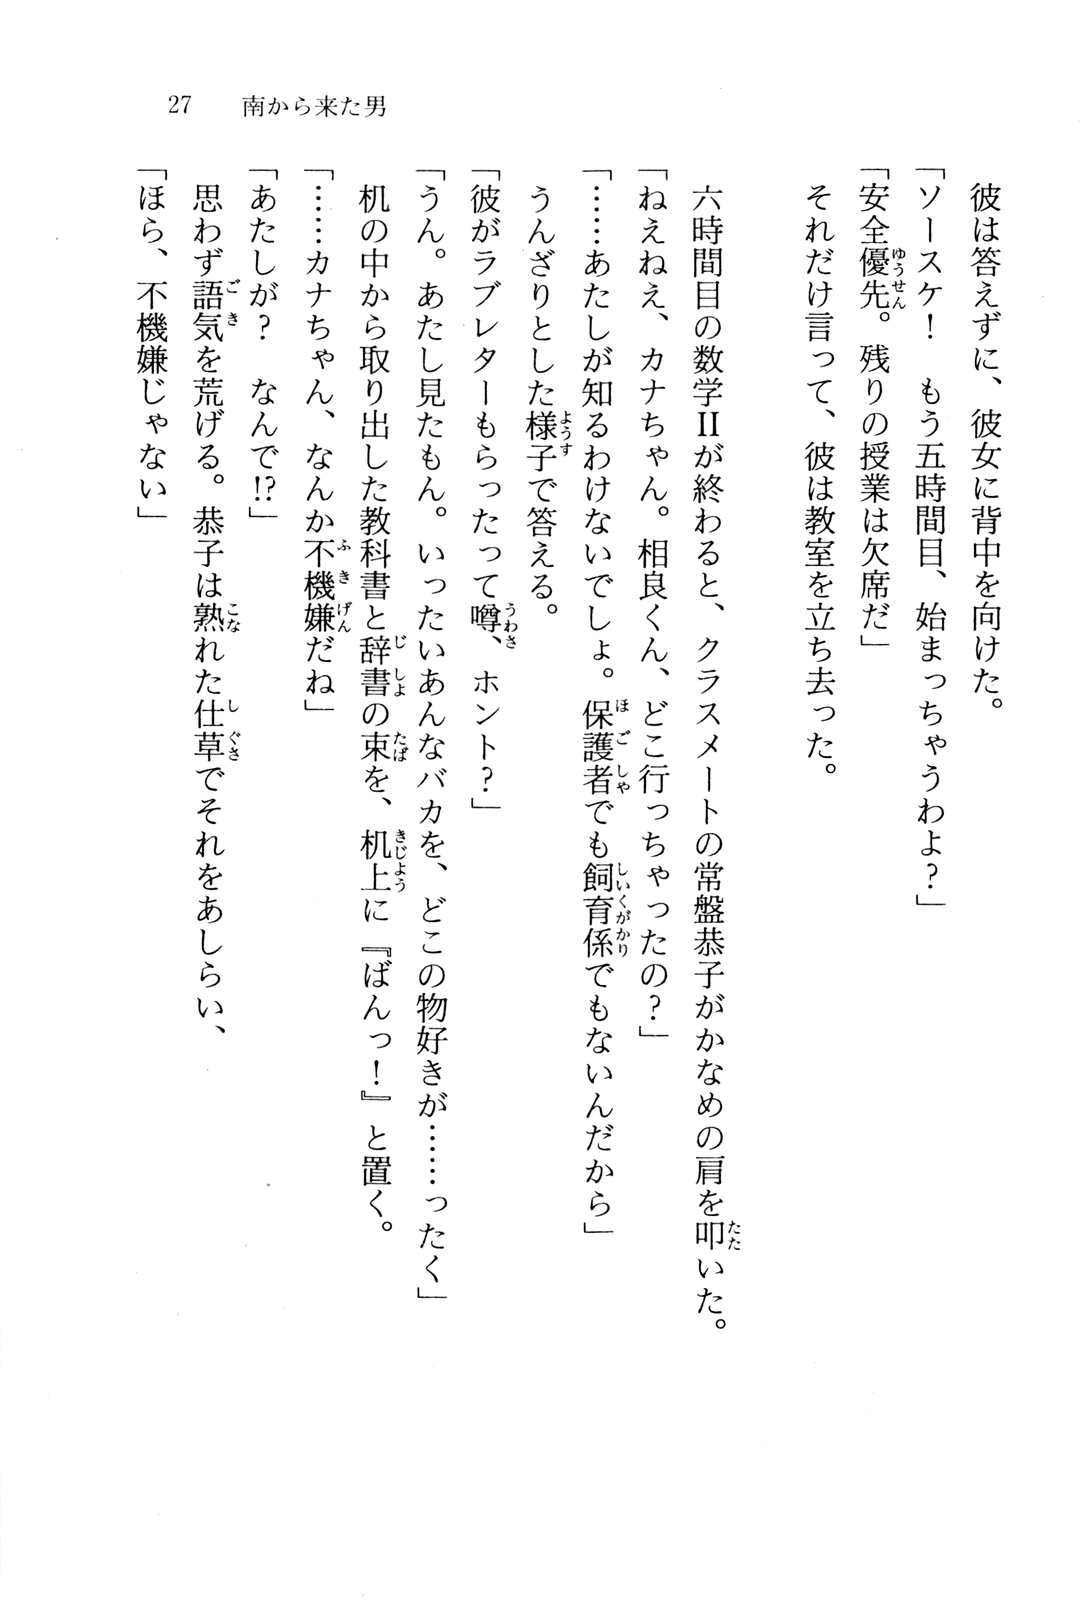 27 南から来た男
彼は答えずに、彼女に背中を向けた。
「ソースケ！ もう五時間目、始まっちゃうわよ？」
「安全優先。残りの授業は欠席だ」
それだけ言って、彼は教室を立ち去った。
六時間目の数学Ⅱが終わると、クラスメートの常盤恭子がかなめの肩を叩いた。
「ねえねえ、カナちゃん。相良くん、どこ行っちゃったの？」
「……あたしが知るわけないでしょ。保護者でも飼育係でもないんだから」
うんざりとした様子で答える。
「彼がラブレターもらったって噂、ホント？」
「うん。あたし見たもん。いったいあんなバカを、どこの物好きが……ったく」
机の中から取り出した教科書と辞書の束を、机上に『ばんっ！』と置く。
「……カナちゃん、なんか不機嫌だね」
「あたしが？ なんで!?」
思わず語気を荒げる。恭子は熟れた仕草でそれをあしらい、
「ほら、不機嫌じゃない」